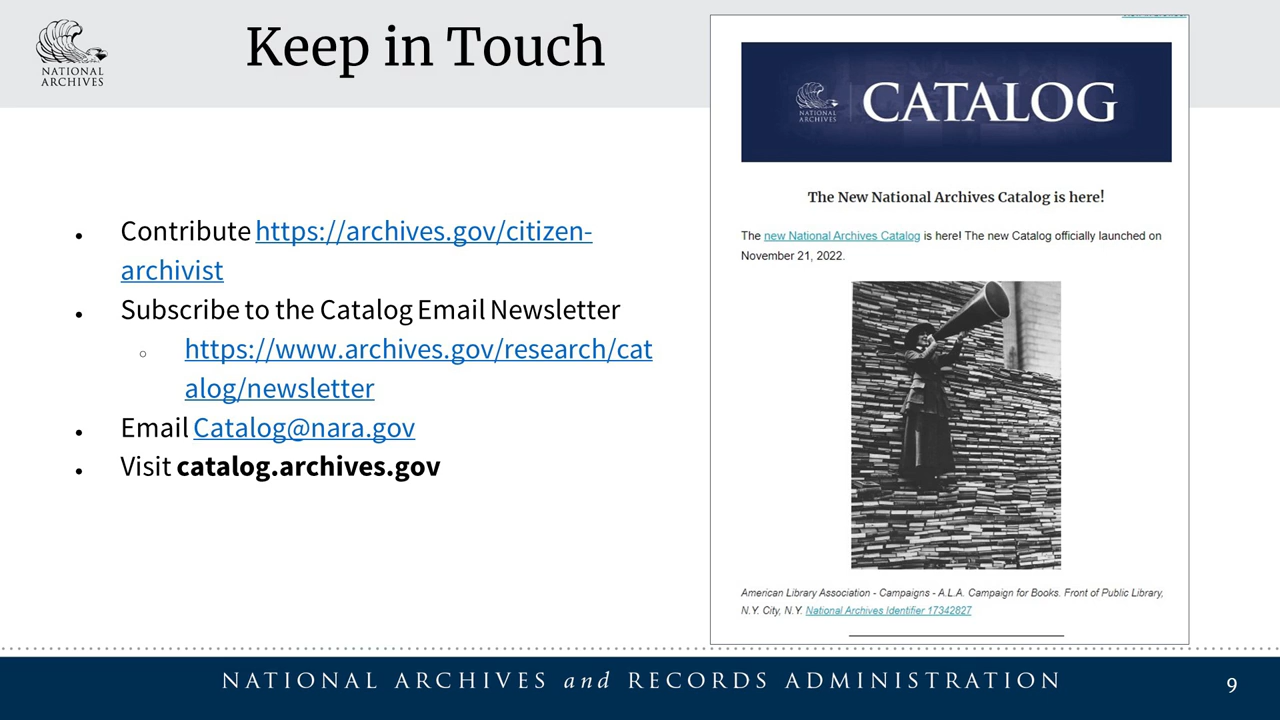 NATIONAL
ARCHIVES
Keep in Touch
• Contribute https://archives.gov/citizen-
archivist
• Subscribe to the Catalog Email Newsletter
○ https://www.archives.gov/research/cat
alog/newsletter
• Email Catalog@nara.gov
• Visit catalog.archives.gov
NATIONAL
ARCHIVES
CATALOG
The New National Archives Catalog is here!
The new National Archives Catalog is here! The new Catalog officially launched on
November 21, 2022.
American Library Association - Campaigns - A.L.A. Campaign for Books. Front of Public Library,
N.Y. City, N.Y. National Archives Identifier 17342827
NATIONAL ARCHIVES and RECORDS ADMINISTRATION
9